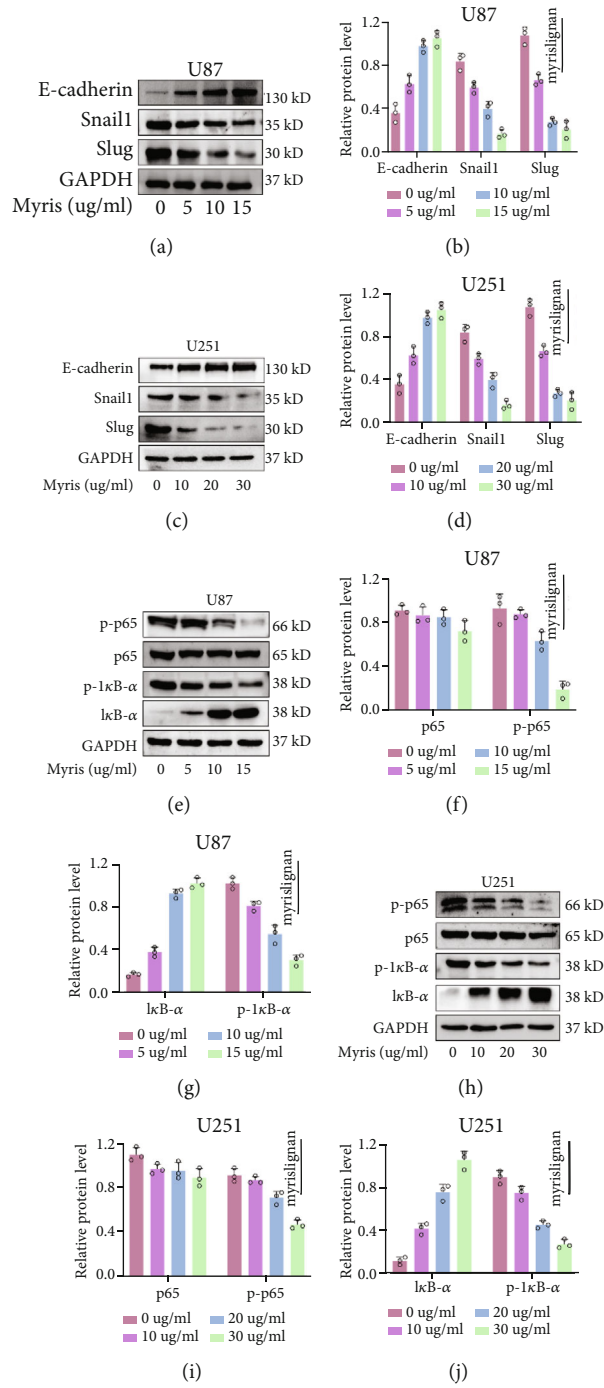 U87
E-cadherin
130 kD
Snail1
35 kD
Slug
30 kD
GAPDH
37 kD
Myris (ug/ml) 0 5 10 15
(a)
U87
Relative protein level
1.2
0.8
0.4
0.0
myrislignan
E-cadherin Snail1 Slug
0 ug/ml 10 ug/ml
5 ug/ml 15 ug/ml
(b)
U251
E-cadherin
130 kD
Snail1
35 kD
Slug
30 kD
GAPDH
37 kD
Myris (ug/ml) 0 10 20 30
(c)
U251
Relative protein level
1.2
0.8
0.4
0.0
myrislignan
E-cadherin Snail1 Slug
0 ug/ml 20 ug/ml
10 ug/ml 30 ug/ml
(d)
U87
p-p65
66 kD
p65
65 kD
p-1κB-α
38 kD
lκB-α
38 kD
GAPDH
37 kD
Myris (ug/ml) 0 5 10 15
(e)
U87
Relative protein level
1.2
0.8
0.4
0.0
myrislignan
p65 p-p65
0 ug/ml 10 ug/ml
5 ug/ml 15 ug/ml
(f)
U87
Relative protein level
1.2
0.8
0.4
0.0
myrislignan
lκB-α p-1κB-α
0 ug/ml 10 ug/ml
5 ug/ml 15 ug/ml
(g)
U251
p-p65
66 kD
p65
65 kD
p-1κB-α
38 kD
lκB-α
38 kD
GAPDH
37 kD
Myris (ug/ml) 0 10 20 30
(h)
U251
Relative protein level
1.2
0.8
0.4
0.0
myrislignan
p65 p-p65
0 ug/ml 20 ug/ml
10 ug/ml 30 ug/ml
(i)
U251
Relative protein level
1.2
0.8
0.4
0.0
myrislignan
lκB-α p-1κB-α
0 ug/ml 20 ug/ml
10 ug/ml 30 ug/ml
(j)